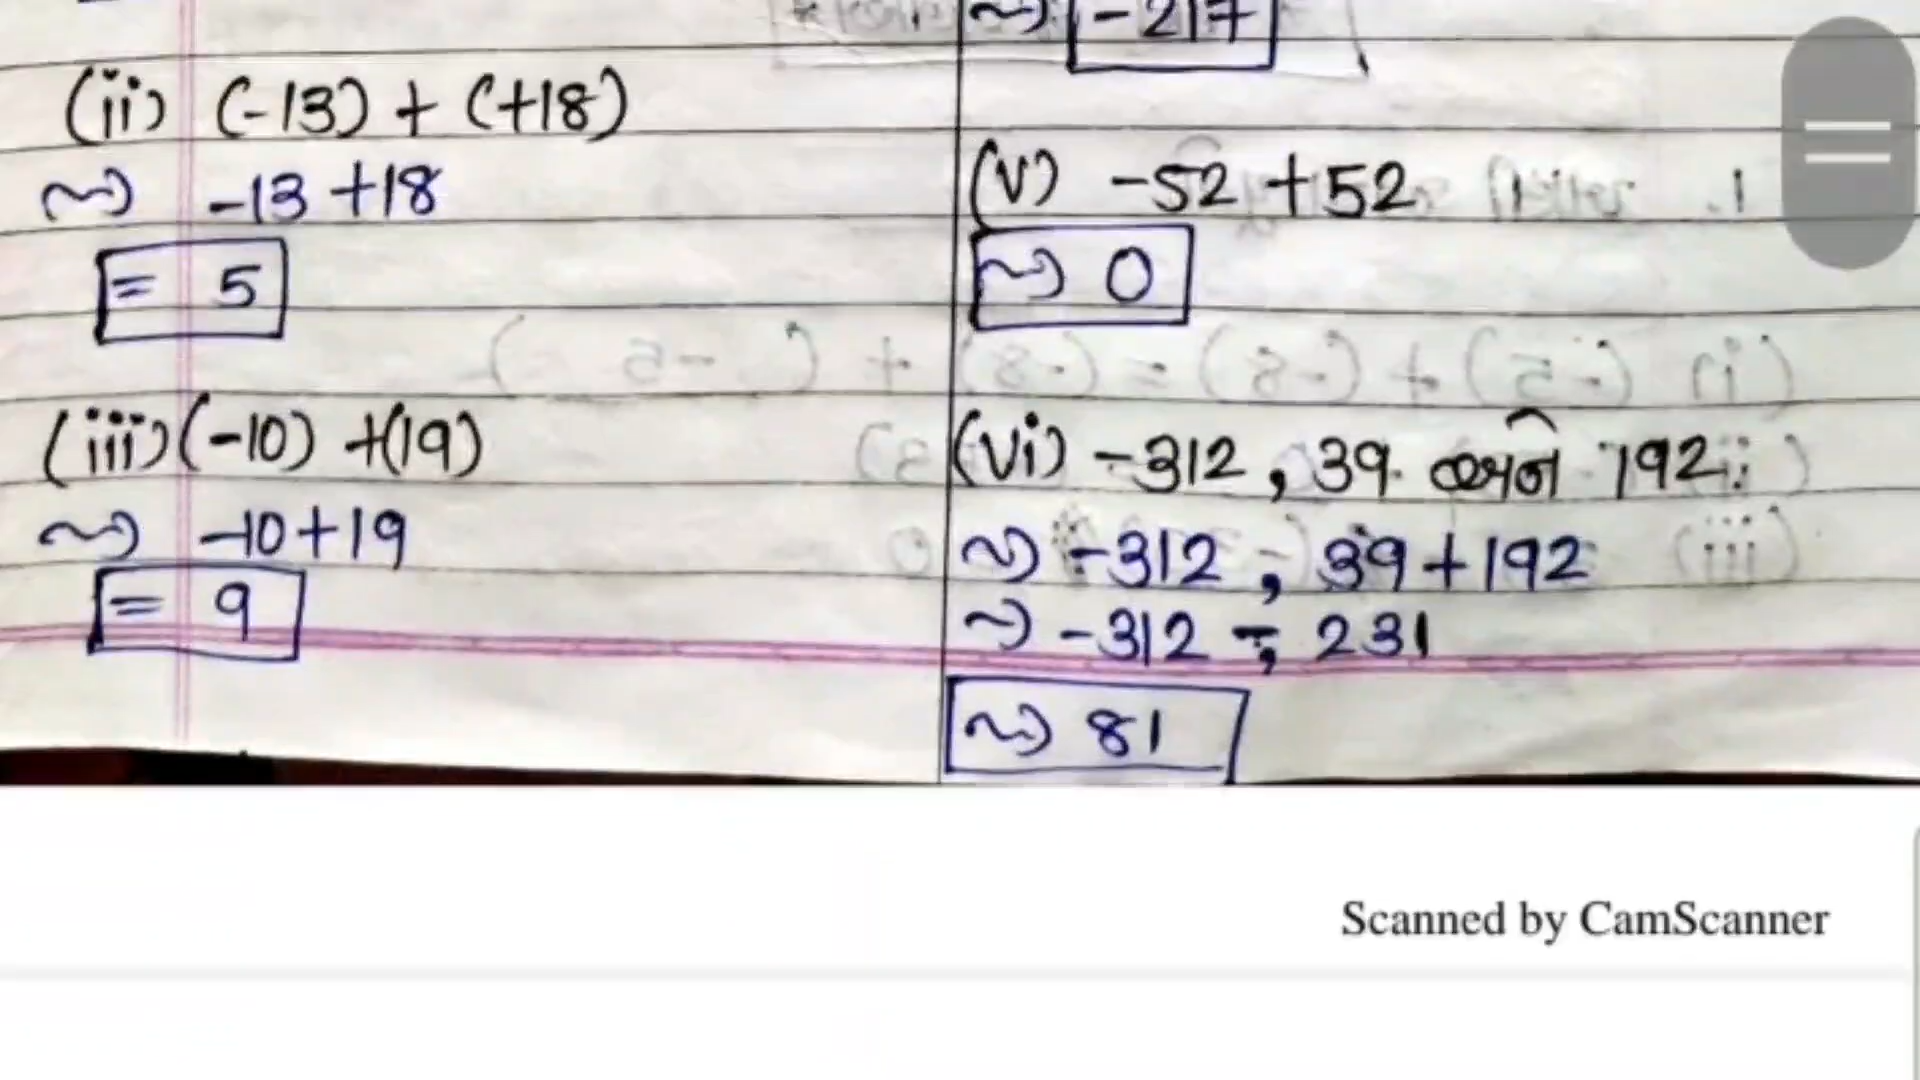 (ii) (-13) + (+18)
~> -13 +18
= 5
(iii) (-10) +(19)
~> -10+19
= 9
~> -217
(v) -52 +52
~> 0
(vi) -312 , 39 અને 192
~> -312 , 39+192
~> -312 , 231
~> 81
Scanned by CamScanner